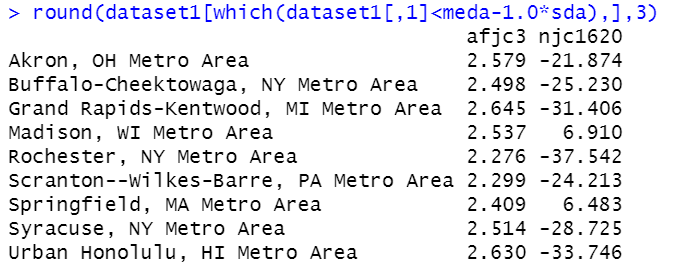 > round(dataset1[which(dataset1[,1]<meda-1.0*sda),],3)
afjc3 njc1620
Akron, OH Metro Area 2.579 -21.874
Buffalo-Cheektowaga, NY Metro Area 2.498 -25.230
Grand Rapids-Kentwood, MI Metro Area 2.645 -31.406
Madison, WI Metro Area 2.537 6.910
Rochester, NY Metro Area 2.276 -37.542
Scranton--Wilkes-Barre, PA Metro Area 2.299 -24.213
Springfield, MA Metro Area 2.409 6.483
Syracuse, NY Metro Area 2.514 -28.725
Urban Honolulu, HI Metro Area 2.630 -33.746